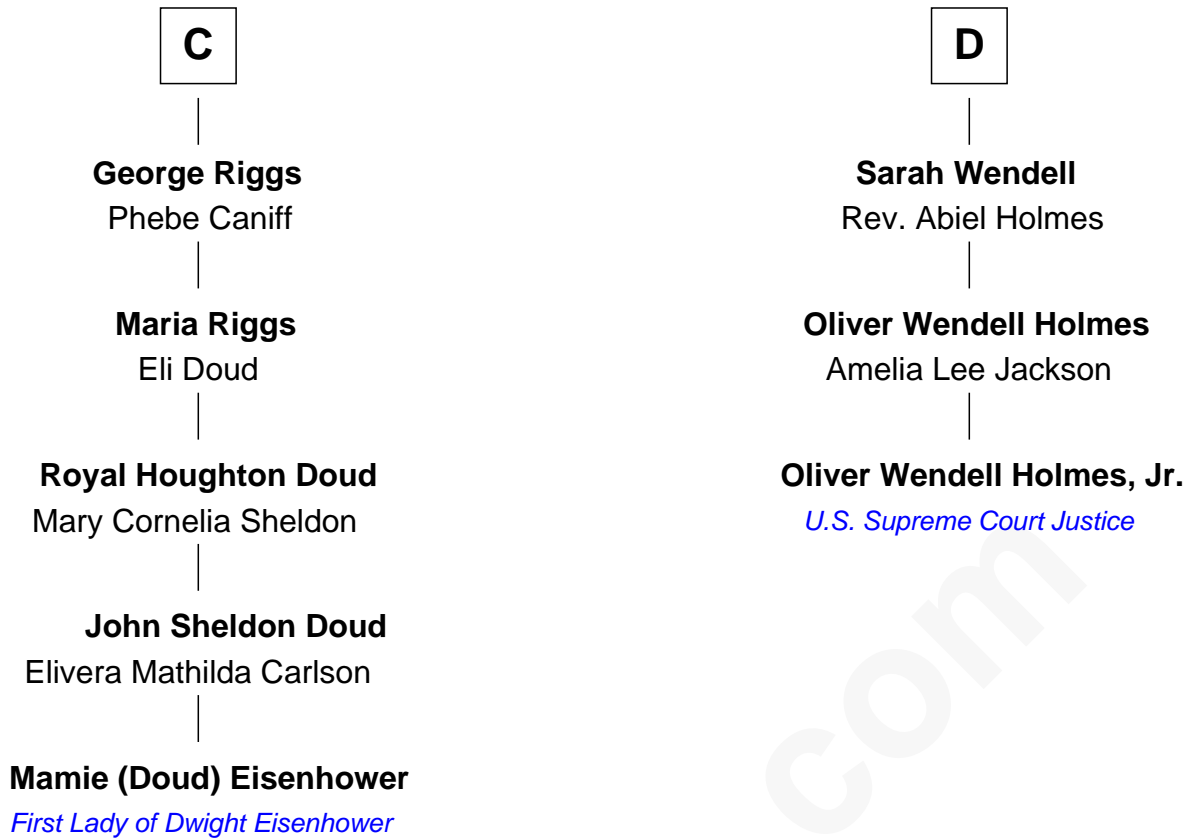 C
George Riggs
Phebe Caniff
Maria Riggs
Eli Doud
Royal Houghton Doud
Mary Cornelia Sheldon
John Sheldon Doud
Elivera Mathilda Carlson
Mamie (Doud) Eisenhower
First Lady of Dwight Eisenhower
D
Sarah Wendell
Rev. Abiel Holmes
Oliver Wendell Holmes
Amelia Lee Jackson
Oliver Wendell Holmes, Jr.
U.S. Supreme Court Justice
com